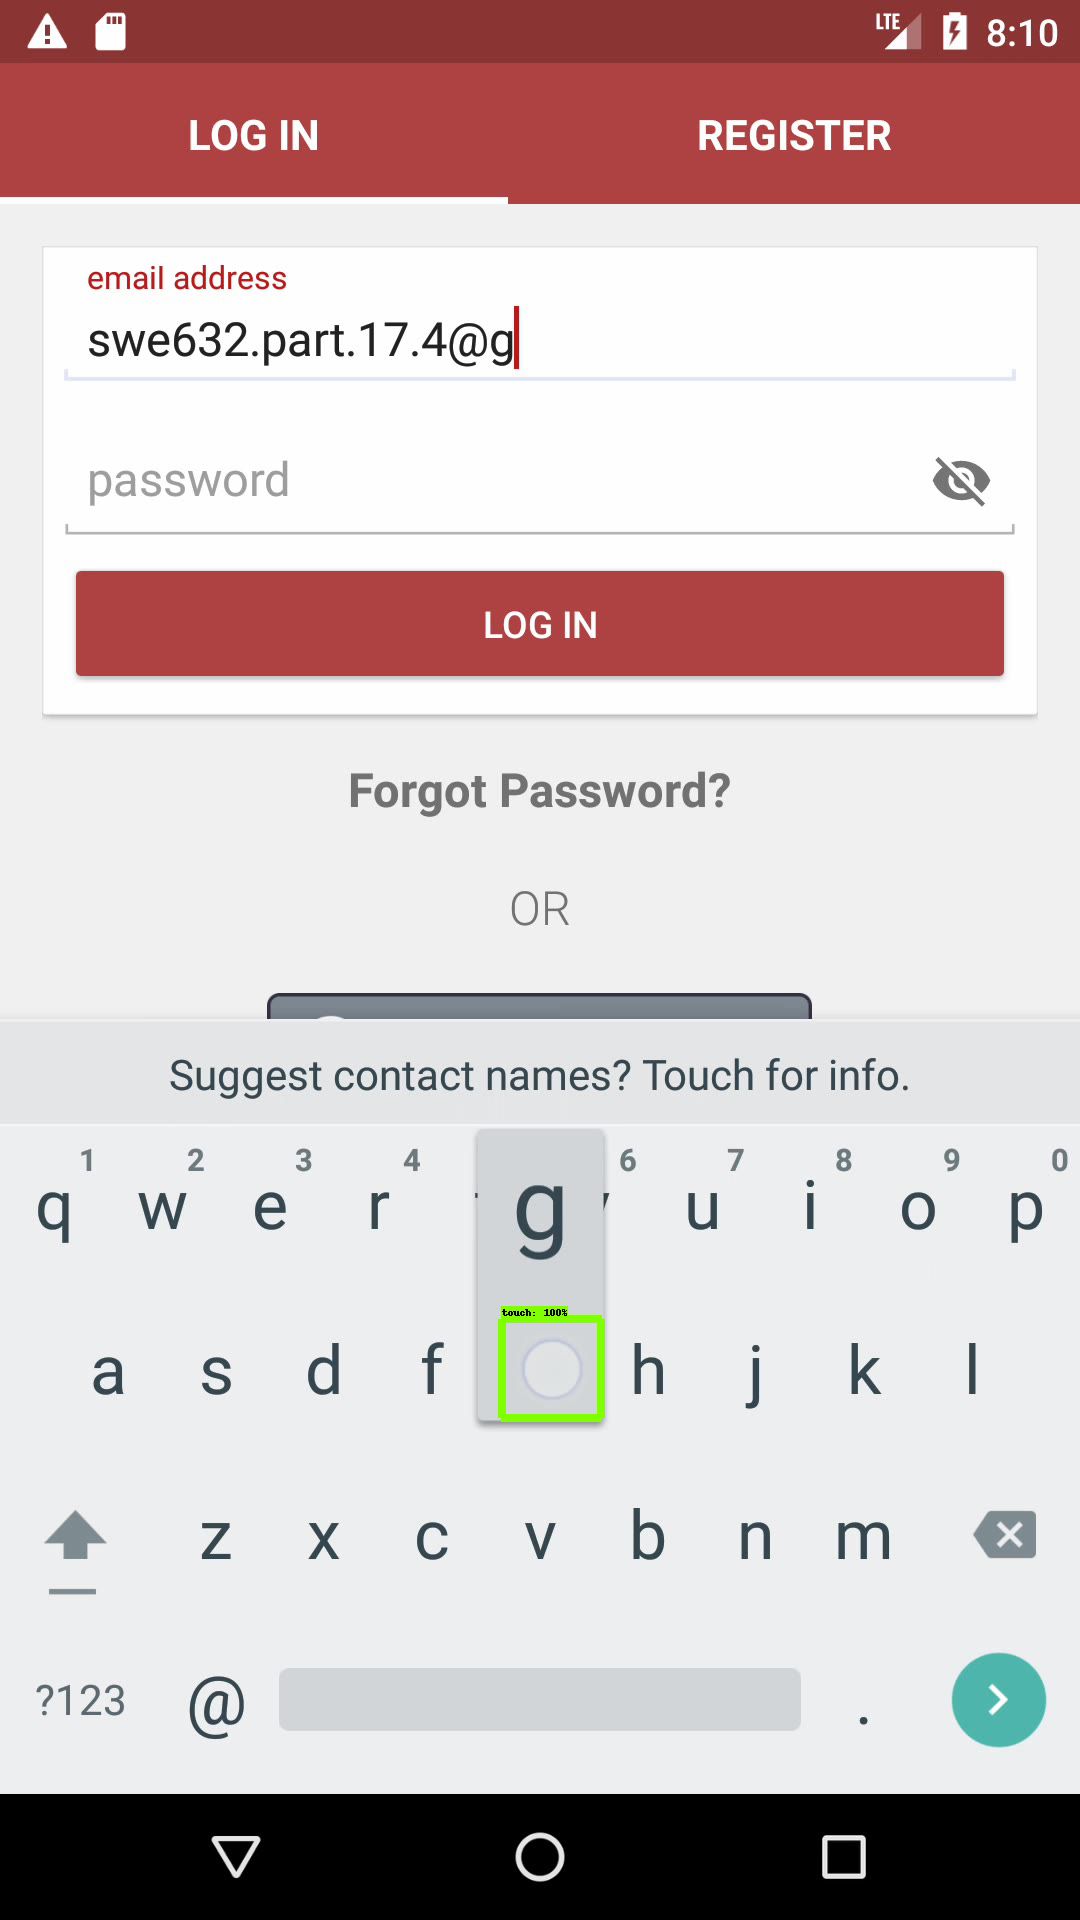 LTE 8:10
LOG IN REGISTER
email address
swe632.part.17.4@g
password
LOG IN
Forgot Password?
OR
Suggest contact names? Touch for info.
1 2 3 4 6 7 8 9 0
q w e r g u i o p
touch: 100%
a s d f h j k l
z x c v b n m
?123 @ .